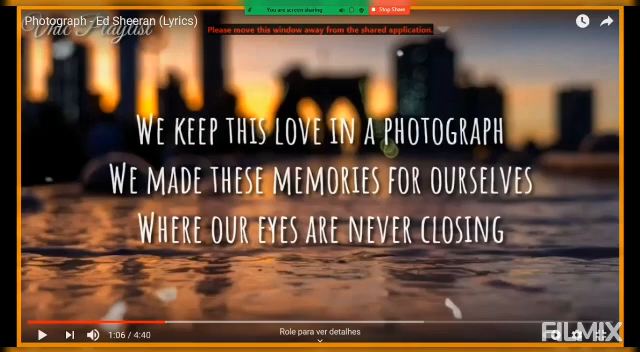 You are screen sharing
Stop Share
Photograph - Ed Sheeran (Lyrics)
Please move this window away from the shared application.
Playlist
WE KEEP THIS LOVE IN A PHOTOGRAPH
WE MADE THESE MEMORIES FOR OURSELVES
WHERE OUR EYES ARE NEVER CLOSING
1:06 / 4:40
Role para ver detalhes
FILMIX